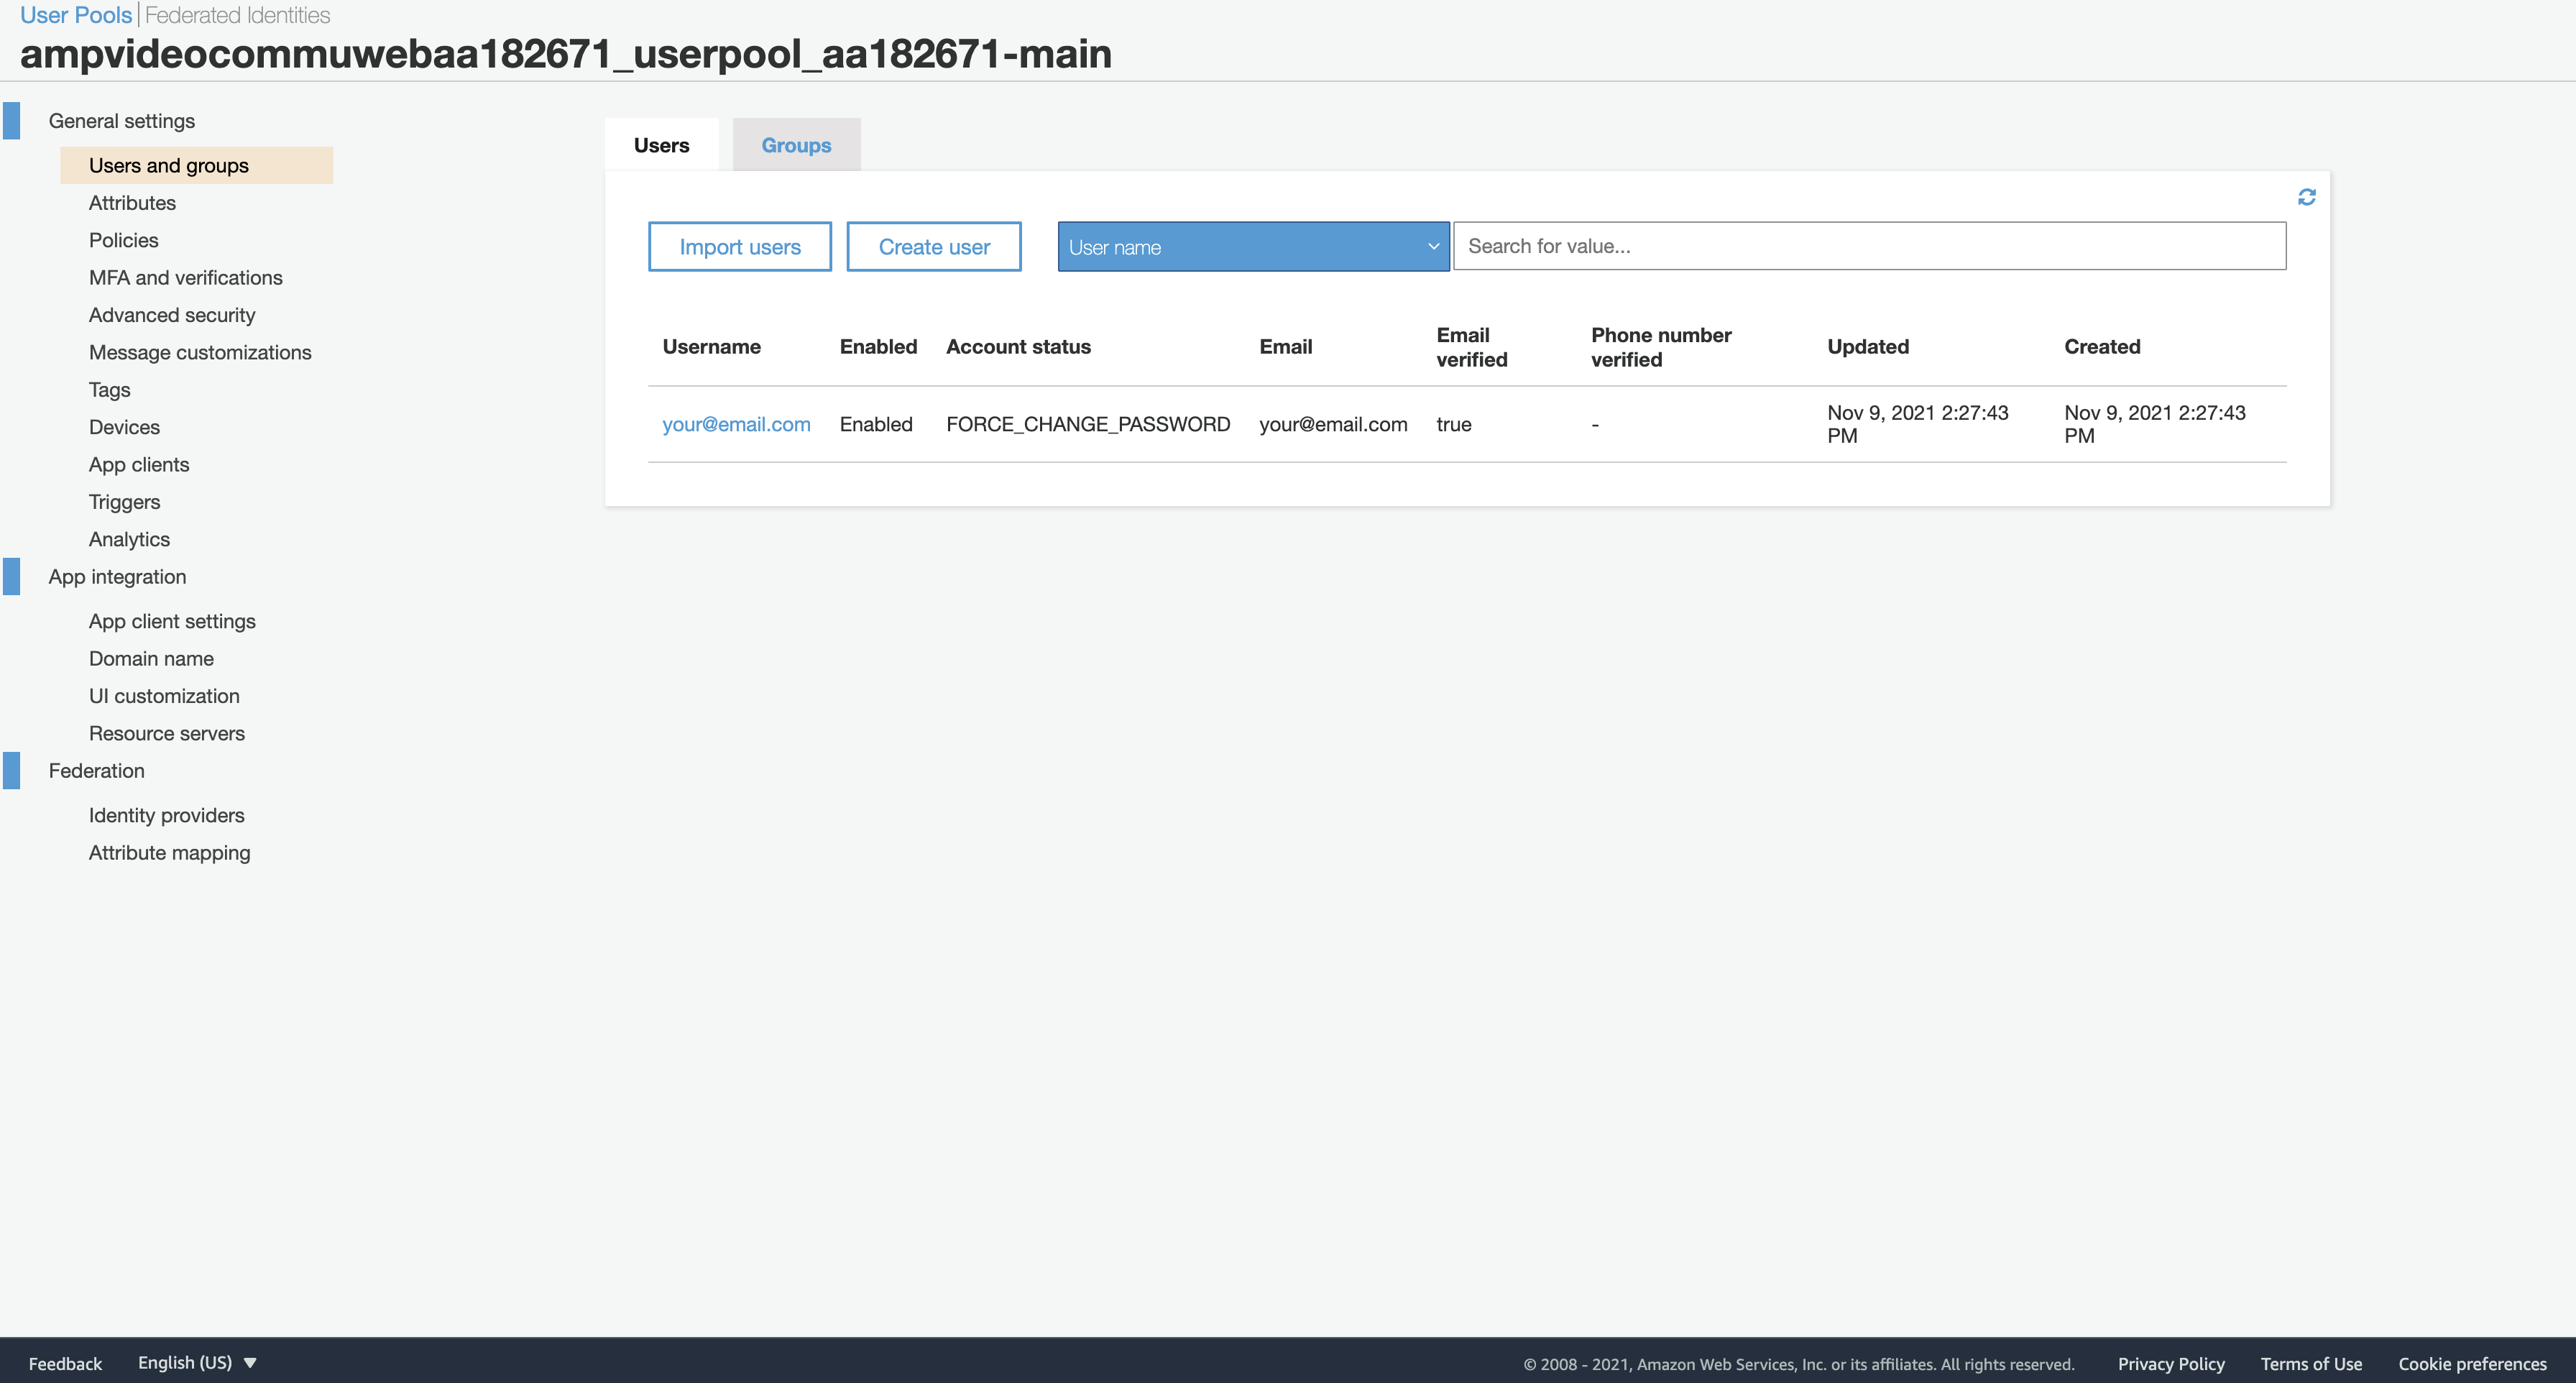 User Pools | Federated Identities
ampvideocommuwebaa182671_userpool_aa182671-main
General settings
Users and groups
Attributes
Policies
MFA and verifications
Advanced security
Message customizations
Tags
Devices
App clients
Triggers
Analytics
App integration
App client settings
Domain name
UI customization
Resource servers
Federation
Identity providers
Attribute mapping
Users Groups
Import users Create user User name Search for value...
Username Enabled Account status Email Email verified Phone number verified Updated Created
your@email.com Enabled FORCE_CHANGE_PASSWORD your@email.com true - Nov 9, 2021 2:27:43 PM Nov 9, 2021 2:27:43 PM
Feedback English (US) © 2008 - 2021, Amazon Web Services, Inc. or its affiliates. All rights reserved. Privacy Policy Terms of Use Cookie preferences